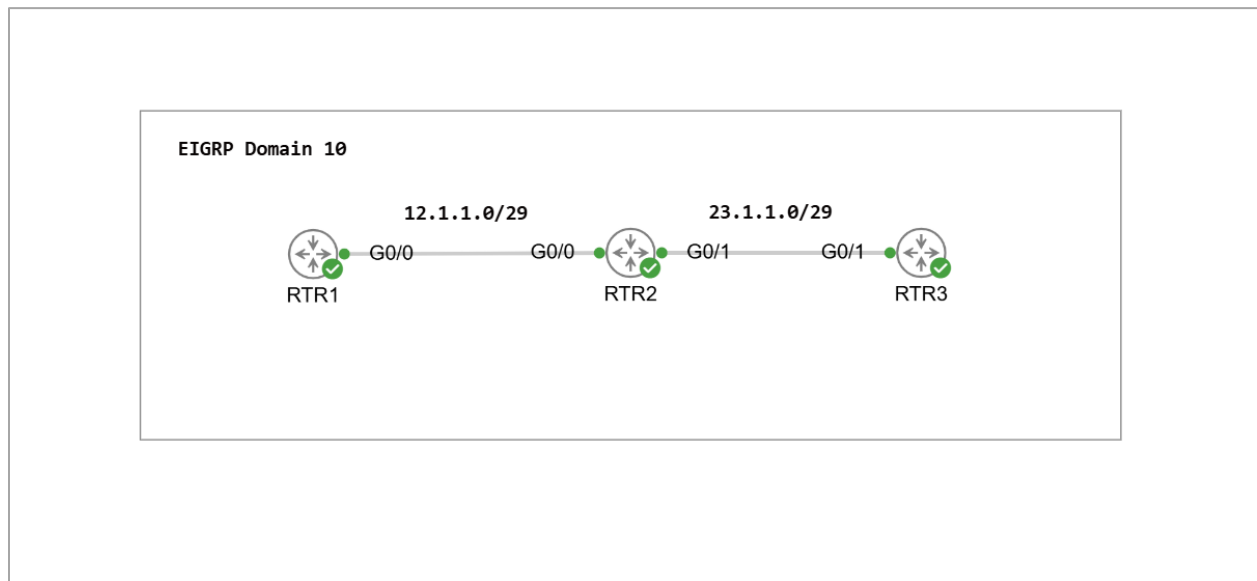 EIGRP Domain 10
12.1.1.0/29
23.1.1.0/29
G0/0
G0/0
G0/1
G0/1
RTR1
RTR2
RTR3